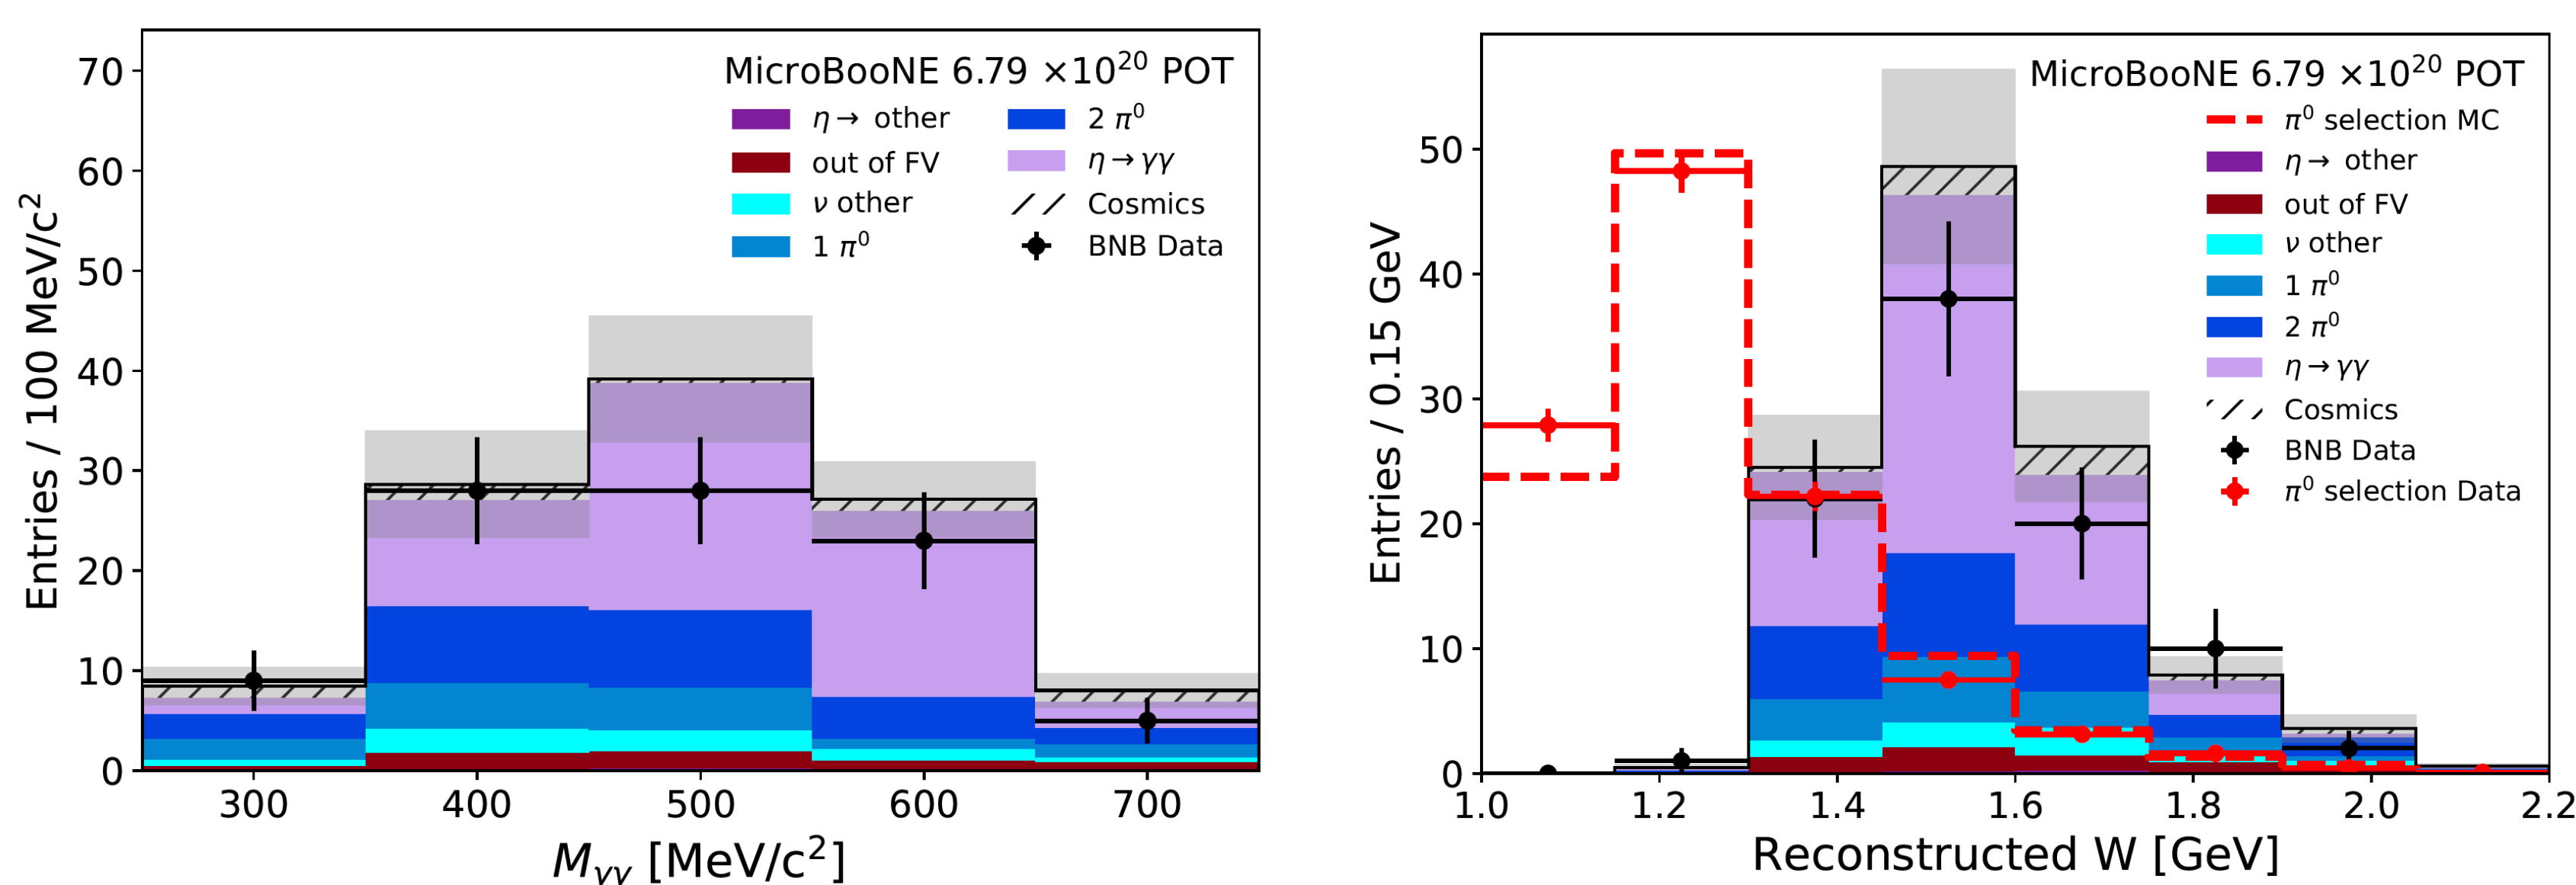 MicroBooNE 6.79 ×10²⁰ POT
η→ other
out of FV
ν other
1 π⁰
2 π⁰
η→γγ
Cosmics
BNB Data
Entries / 100 MeV/c²
70
60
50
40
30
20
10
0
300 400 500 600 700
M_γγ [MeV/c²]
MicroBooNE 6.79 ×10²⁰ POT
π⁰ selection MC
η→ other
out of FV
ν other
1 π⁰
2 π⁰
η→γγ
Cosmics
BNB Data
π⁰ selection Data
Entries / 0.15 GeV
50
40
30
20
10
0
1.0 1.2 1.4 1.6 1.8 2.0 2.2
Reconstructed W [GeV]